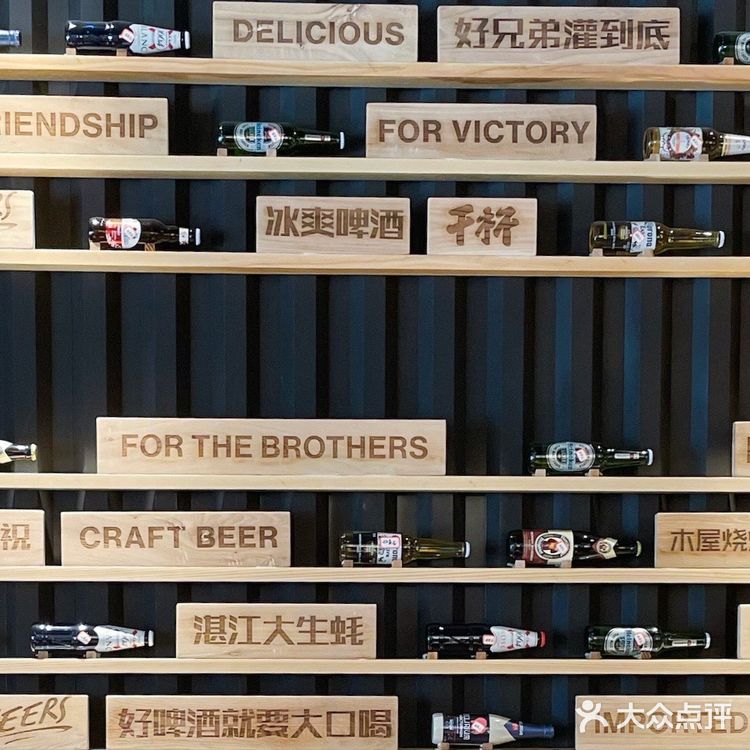 DELICIOUS 好兄弟灌到底
RIENDSHIP FOR VICTORY
冰爽啤酒 干杯
FOR THE BROTHERS
祝 CRAFT BEER 木屋烧
湛江大生蚝
EERS 好啤酒就要大口喝 IMPORTED
大众点评